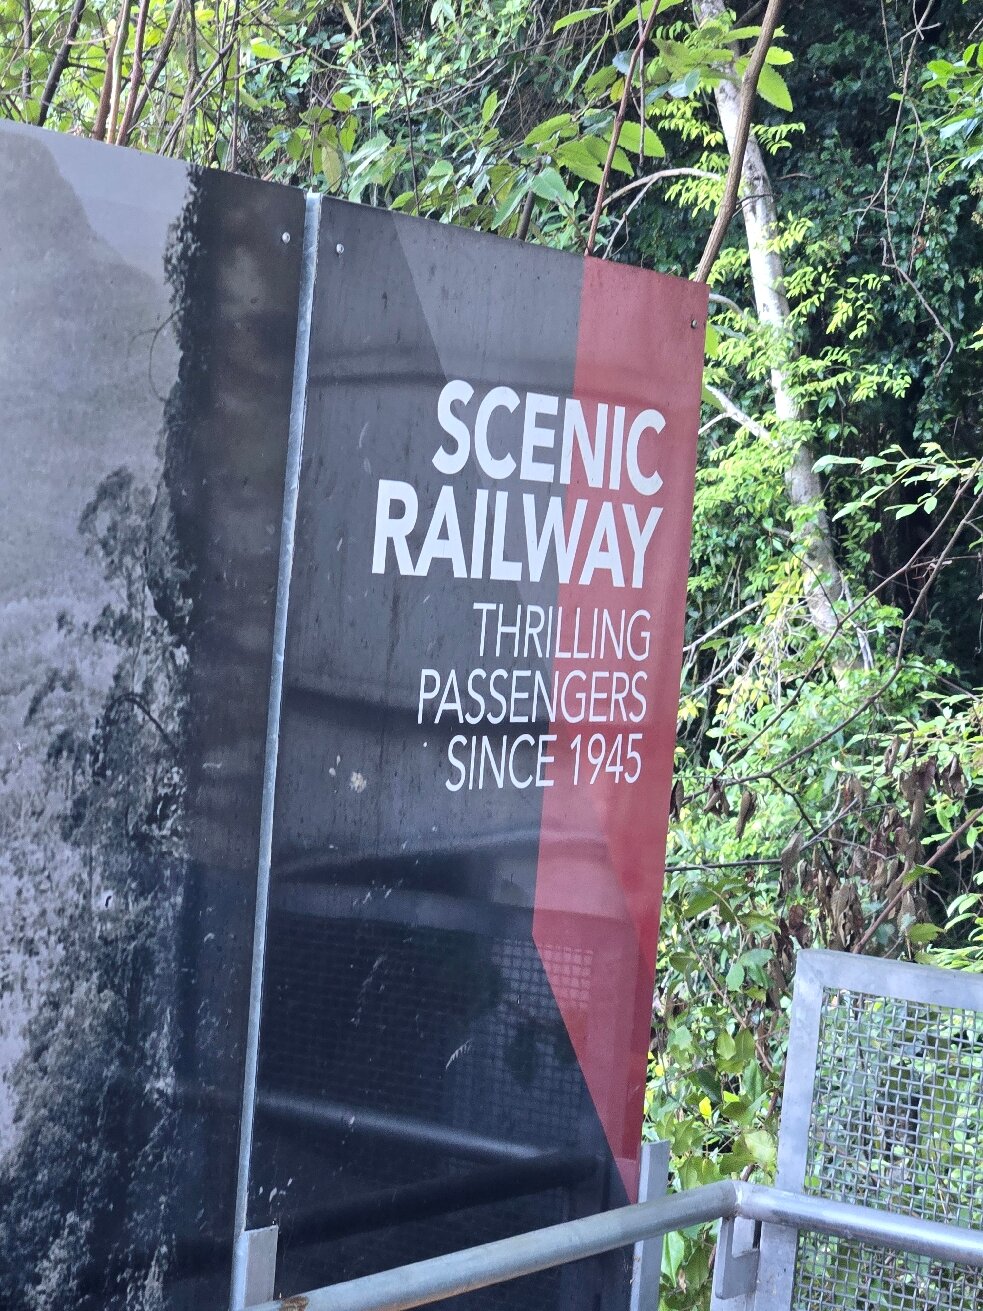 SCENIC
RAILWAY
THRILLING
PASSENGERS
SINCE 1945